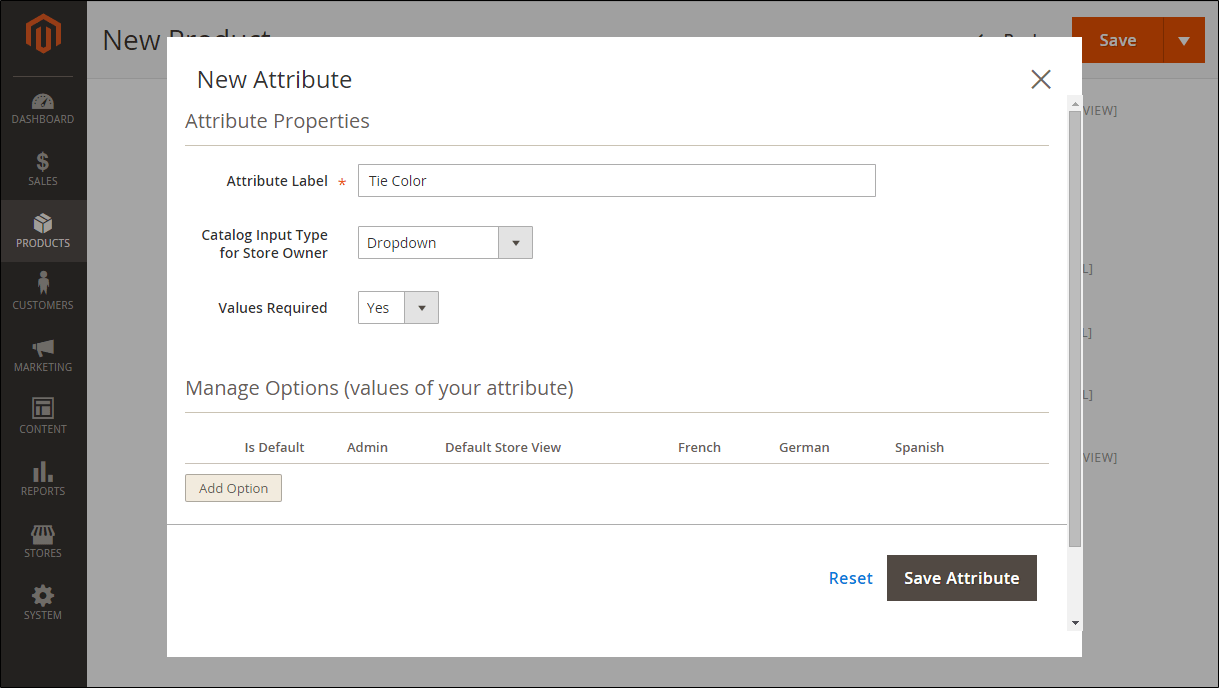 New Product
Back
Save
DASHBOARD
SALES
PRODUCTS
CUSTOMERS
MARKETING
CONTENT
REPORTS
STORES
SYSTEM
New Attribute
Attribute Properties
Attribute Label *
Tie Color
Catalog Input Type
for Store Owner
Dropdown
Values Required
Yes
Manage Options (values of your attribute)
Is Default Admin Default Store View French German Spanish
Add Option
Reset
Save Attribute
VIEW]
L]
L]
L]
VIEW]